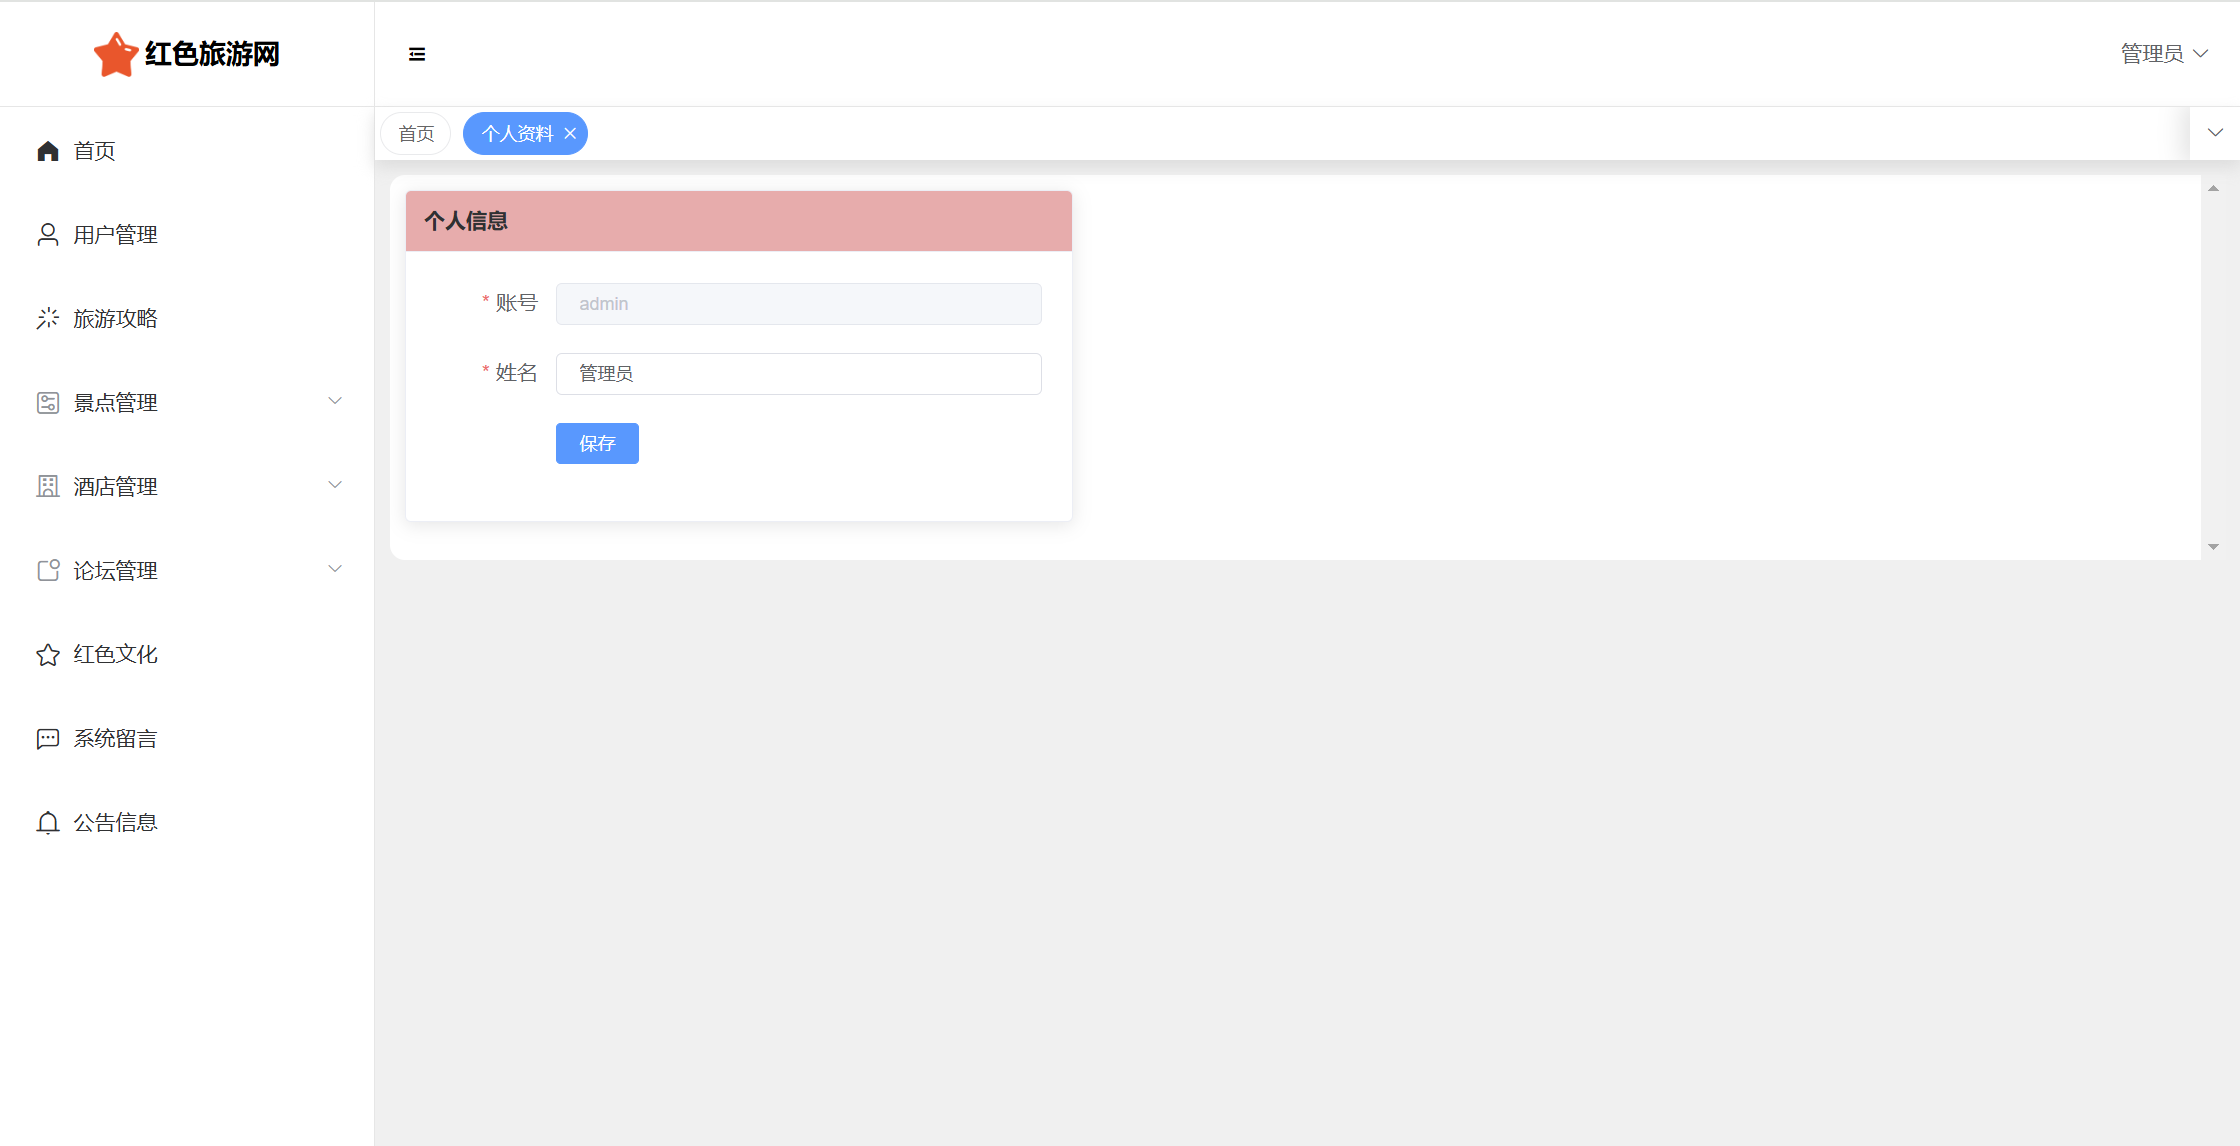 红色旅游网
管理员
首页
用户管理
旅游攻略
景点管理
酒店管理
论坛管理
红色文化
系统留言
公告信息
首页
个人资料
个人信息
* 账号
admin
* 姓名
管理员
保存